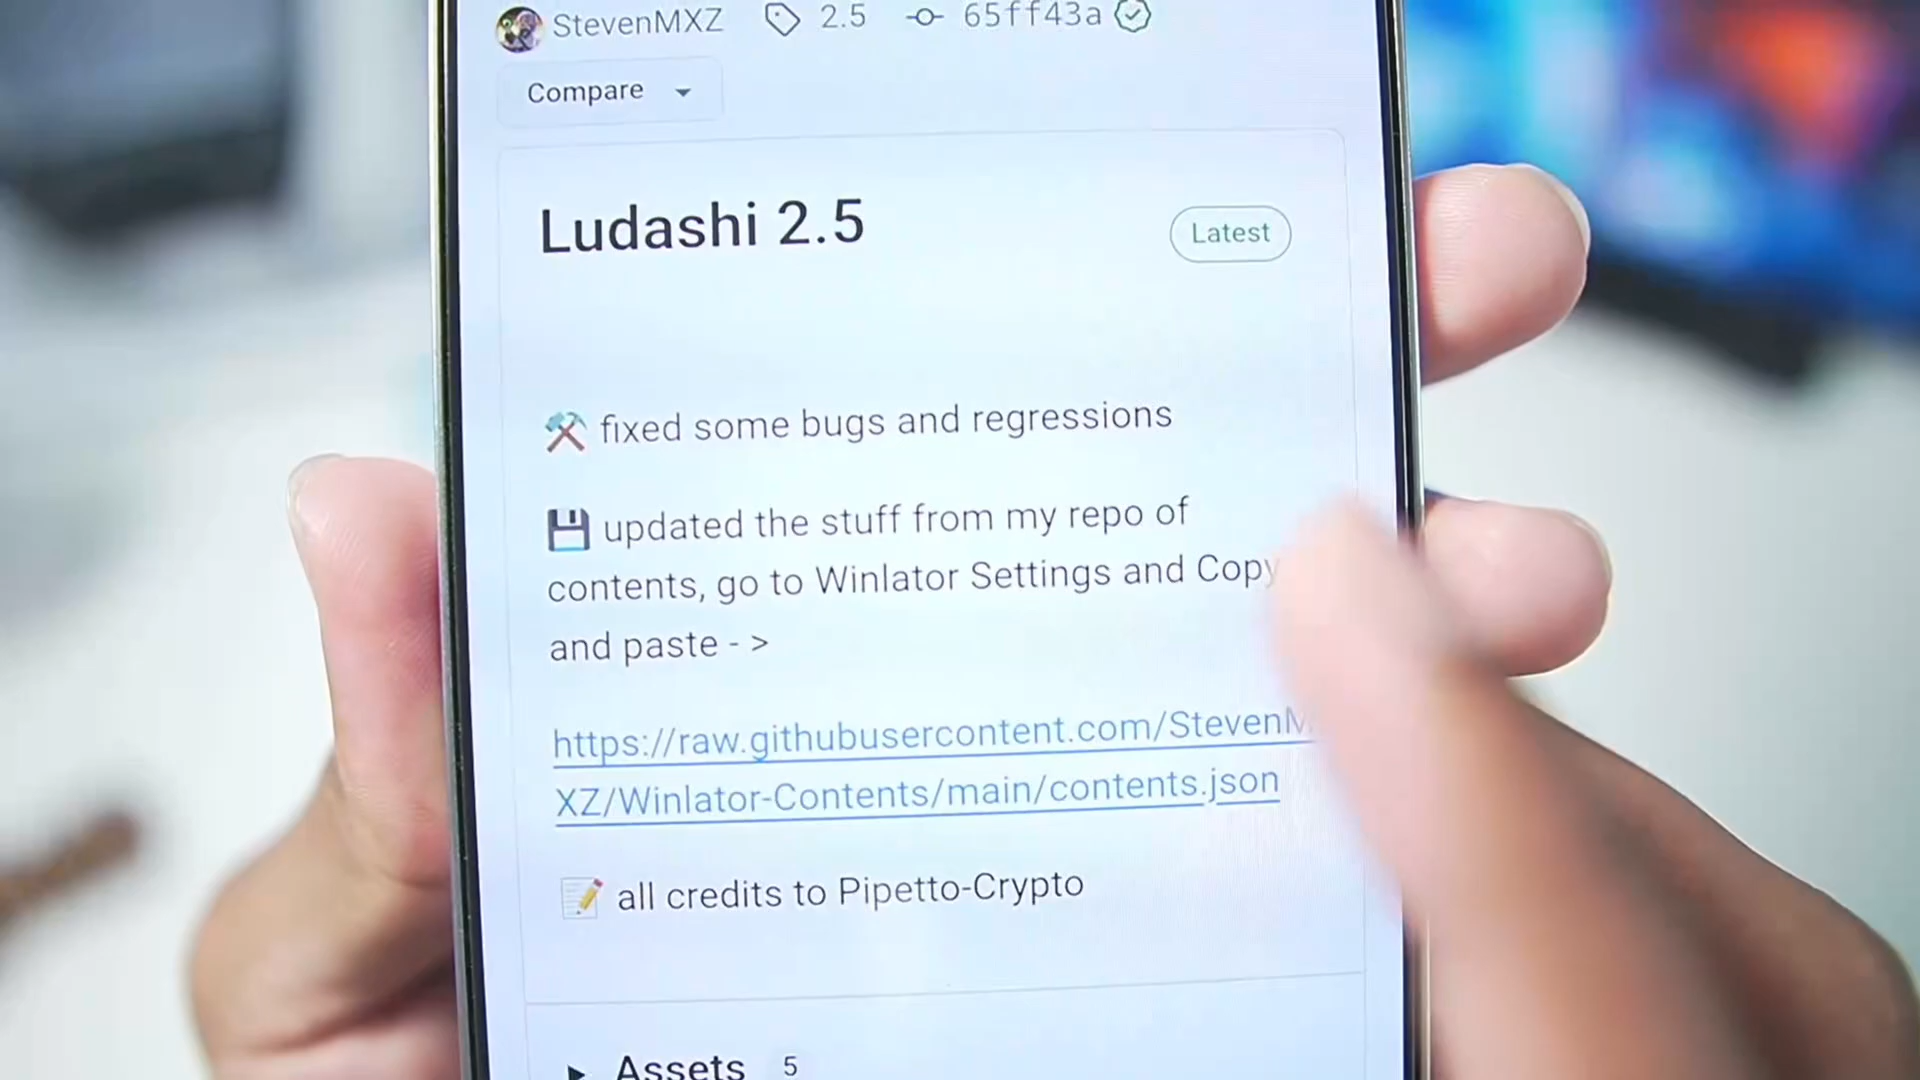 StevenMXZ 2.5 65ff43a
Compare
Ludashi 2.5
Latest
fixed some bugs and regressions
updated the stuff from my repo of
contents, go to Winlator Settings and Copy
and paste - >
https://raw.githubusercontent.com/StevenM
XZ/Winlator-Contents/main/contents.json
all credits to Pipetto-Crypto
Assets 5